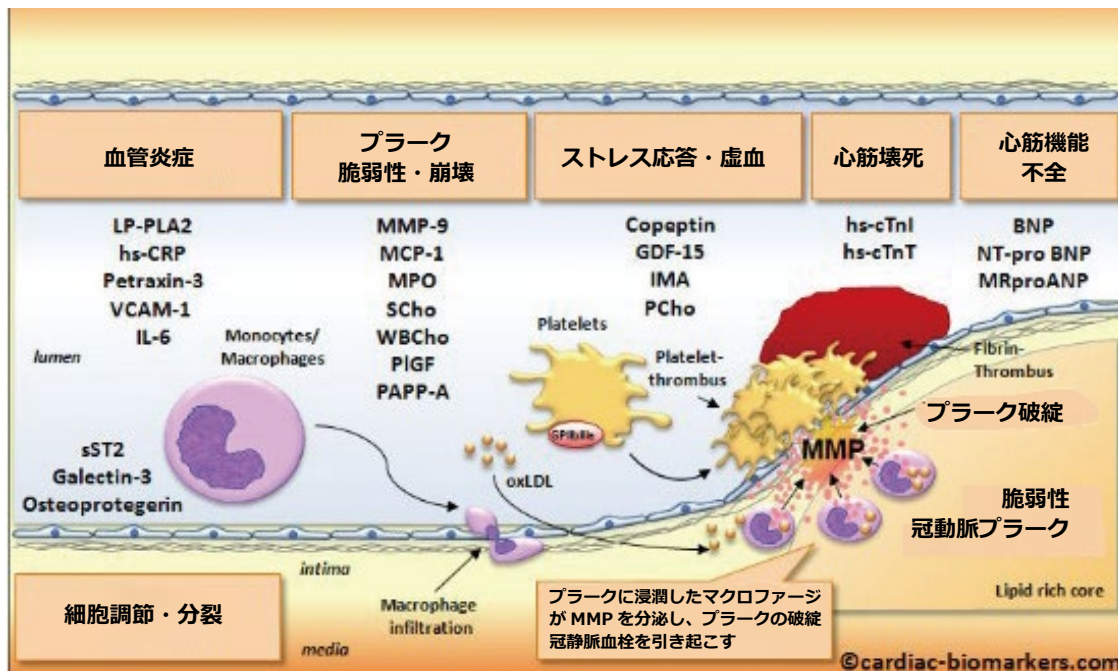 血管炎症
プラーク
脆弱性・崩壊
ストレス応答・虚血
心筋壊死
心筋機能
不全
LP-PLA2
hs-CRP
Petraxin-3
VCAM-1
IL-6
MMP-9
MCP-1
MPO
SCho
WBCho
PlGF
PAPP-A
Copeptin
GDF-15
IMA
PCho
hs-cTnI
hs-cTnT
BNP
NT-pro BNP
MRproANP
lumen
Monocytes/
Macrophages
Platelets
Platelet-
thrombus
Fibrin-
Thrombus
プラーク破綻
MMP
sST2
Galectin-3
Osteoprotegerin
oxLDL
脆弱性
冠動脈プラーク
intima
Macrophage
infiltration
media
細胞調節・分裂
プラークに浸潤したマクロファージ
が MMP を分泌し、プラークの破綻
冠静脈血栓を引き起こす
Lipid rich core
©cardiac-biomarkers.com